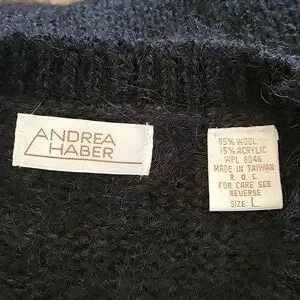 ANDREA
HABER
85% WOOL
15% ACRYLIC
WPL 8046
MADE IN TAIWAN
R. O. C.
FOR CARE SEE
REVERSE
SIZE: L